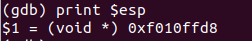 (gdb) print $esp
$1 = (void *) 0xf010ffd8